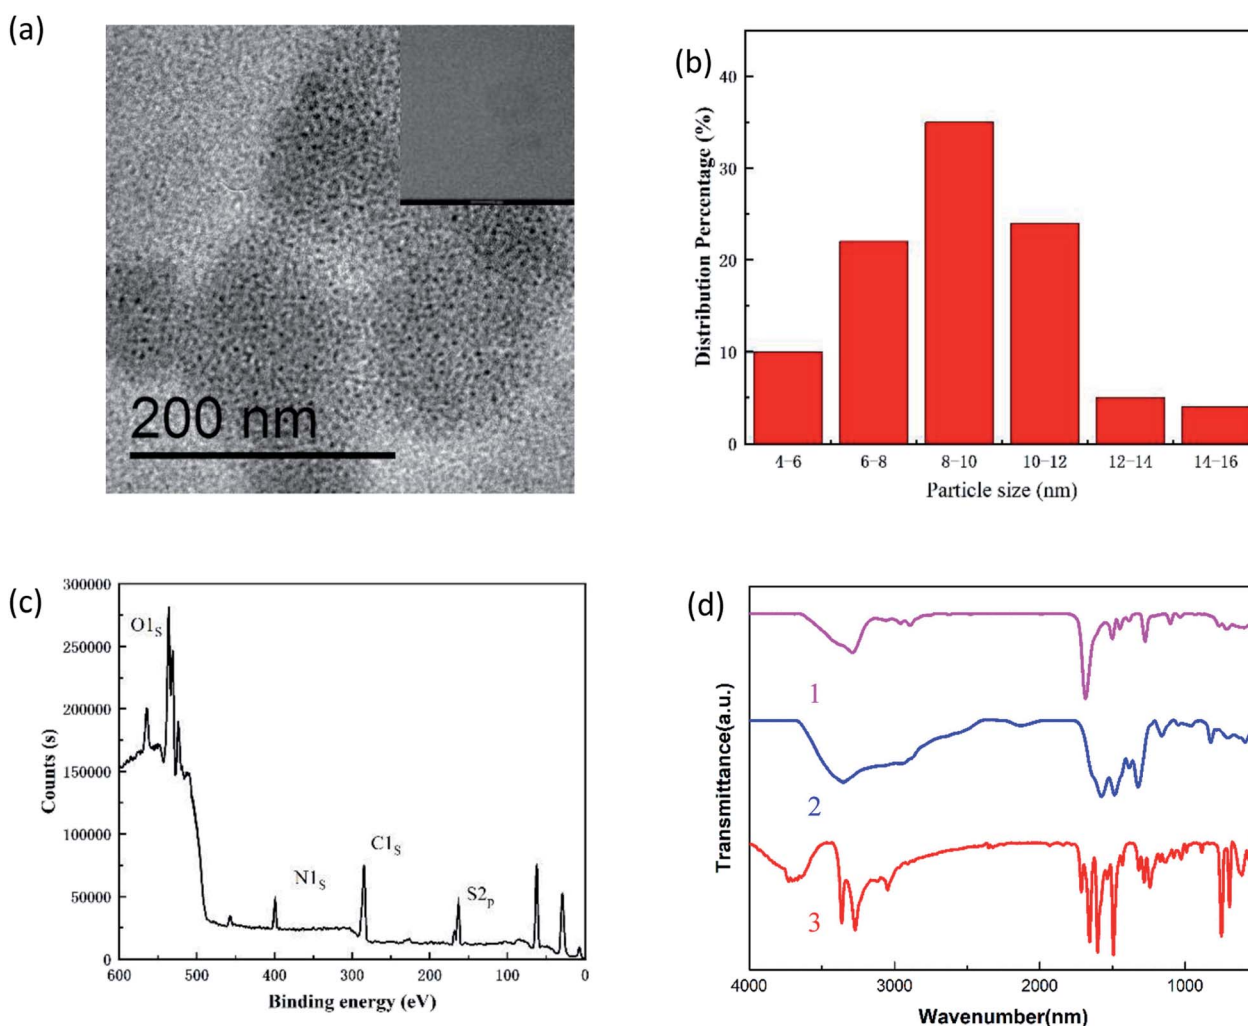 (a)
200 nm
(b)
Distribution Percentage (%)
40
30
20
10
0
4-6
6-8
8-10
10-12
12-14
14-16
Particle size (nm)
(c)
Counts (s)
300000
250000
200000
150000
100000
50000
0
O1s
N1s
C1s
S2p
600
500
400
300
200
100
0
Binding energy (eV)
(d)
Transmittance(a.u.)
1
2
3
4000
3000
2000
1000
Wavenumber(nm)